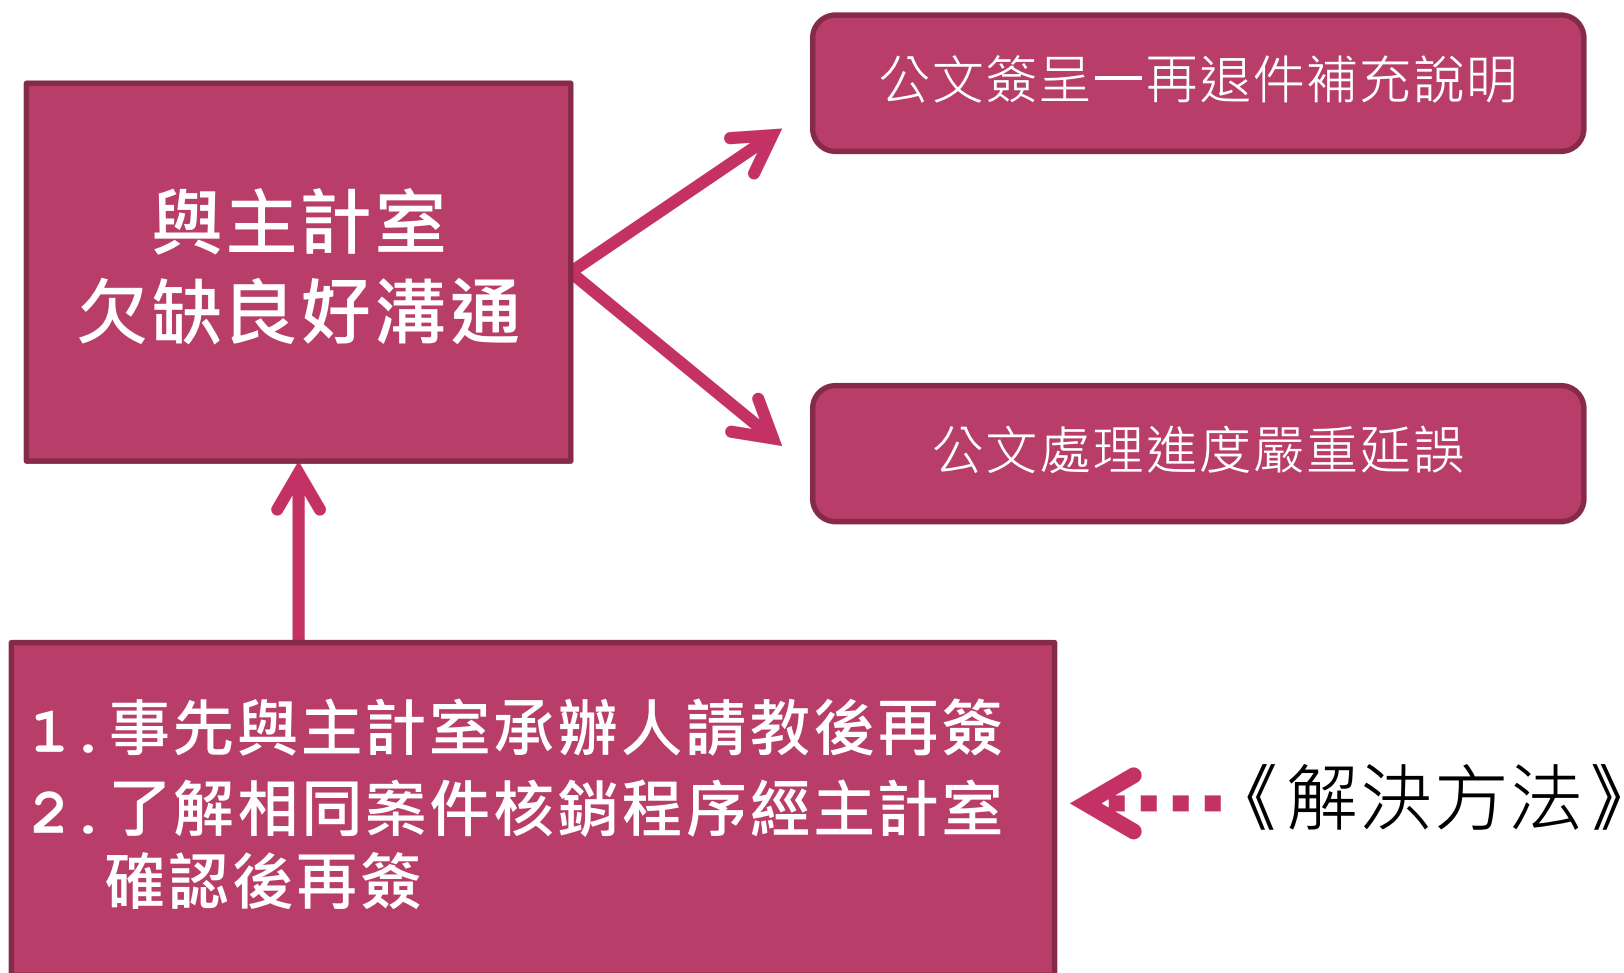 公文簽呈一再退件補充說明
與主計室
欠缺良好溝通
公文處理進度嚴重延誤
1.事先與主計室承辦人請教後再簽
2.了解相同案件核銷程序經主計室
確認後再簽
《解決方法》